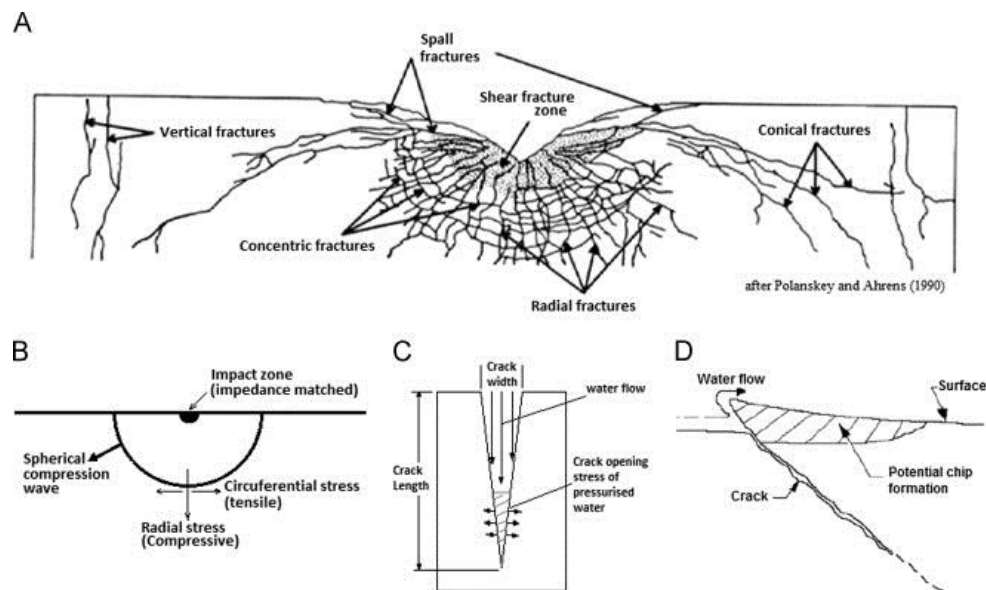 A
Spall
fractures
Shear fracture
zone
Vertical fractures
Conical fractures
Concentric fractures
Radial fractures
after Polanskey and Ahrens (1990)
B
Impact zone
(impedance matched)
Spherical
compression
wave
Circuferential stress
(tensile)
Radial stress
(Compressive)
C
Crack
width
water flow
Crack
Length
Crack opening
stress of
pressurised
water
D
Water flow
Surface
Potential chip
formation
Crack